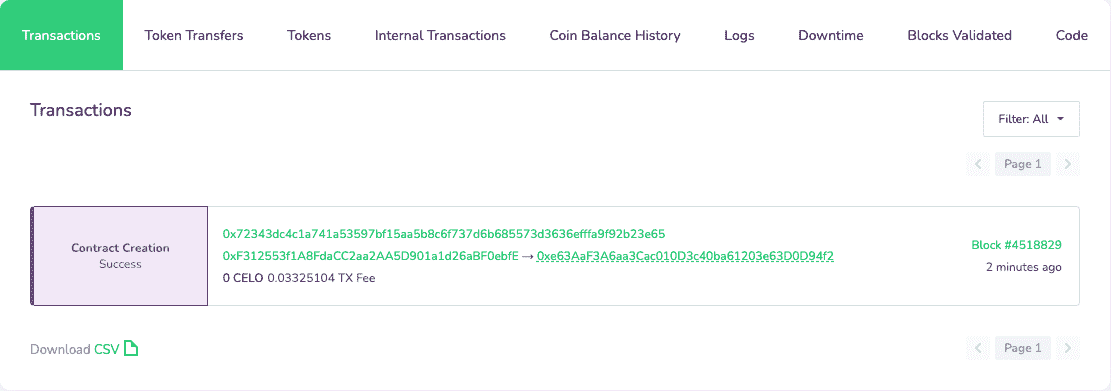 Transactions Token Transfers Tokens Internal Transactions Coin Balance History Logs Downtime Blocks Validated Code
Transactions
Filter: All
Page 1
Contract Creation
Success
0x72343dc4c1a741a53597bf15aa5b8c6f737d6b685573d3636efffa9f92b23e65
0xF312553f1A8FdaCC2aa2AA5D901a1d26aBF0ebfE → 0xe63AaF3A6aa3Cac010D3c40ba61203e63D0D94f2
0 CELO 0.03325104 TX Fee
Block #4518829
2 minutes ago
Download CSV
Page 1